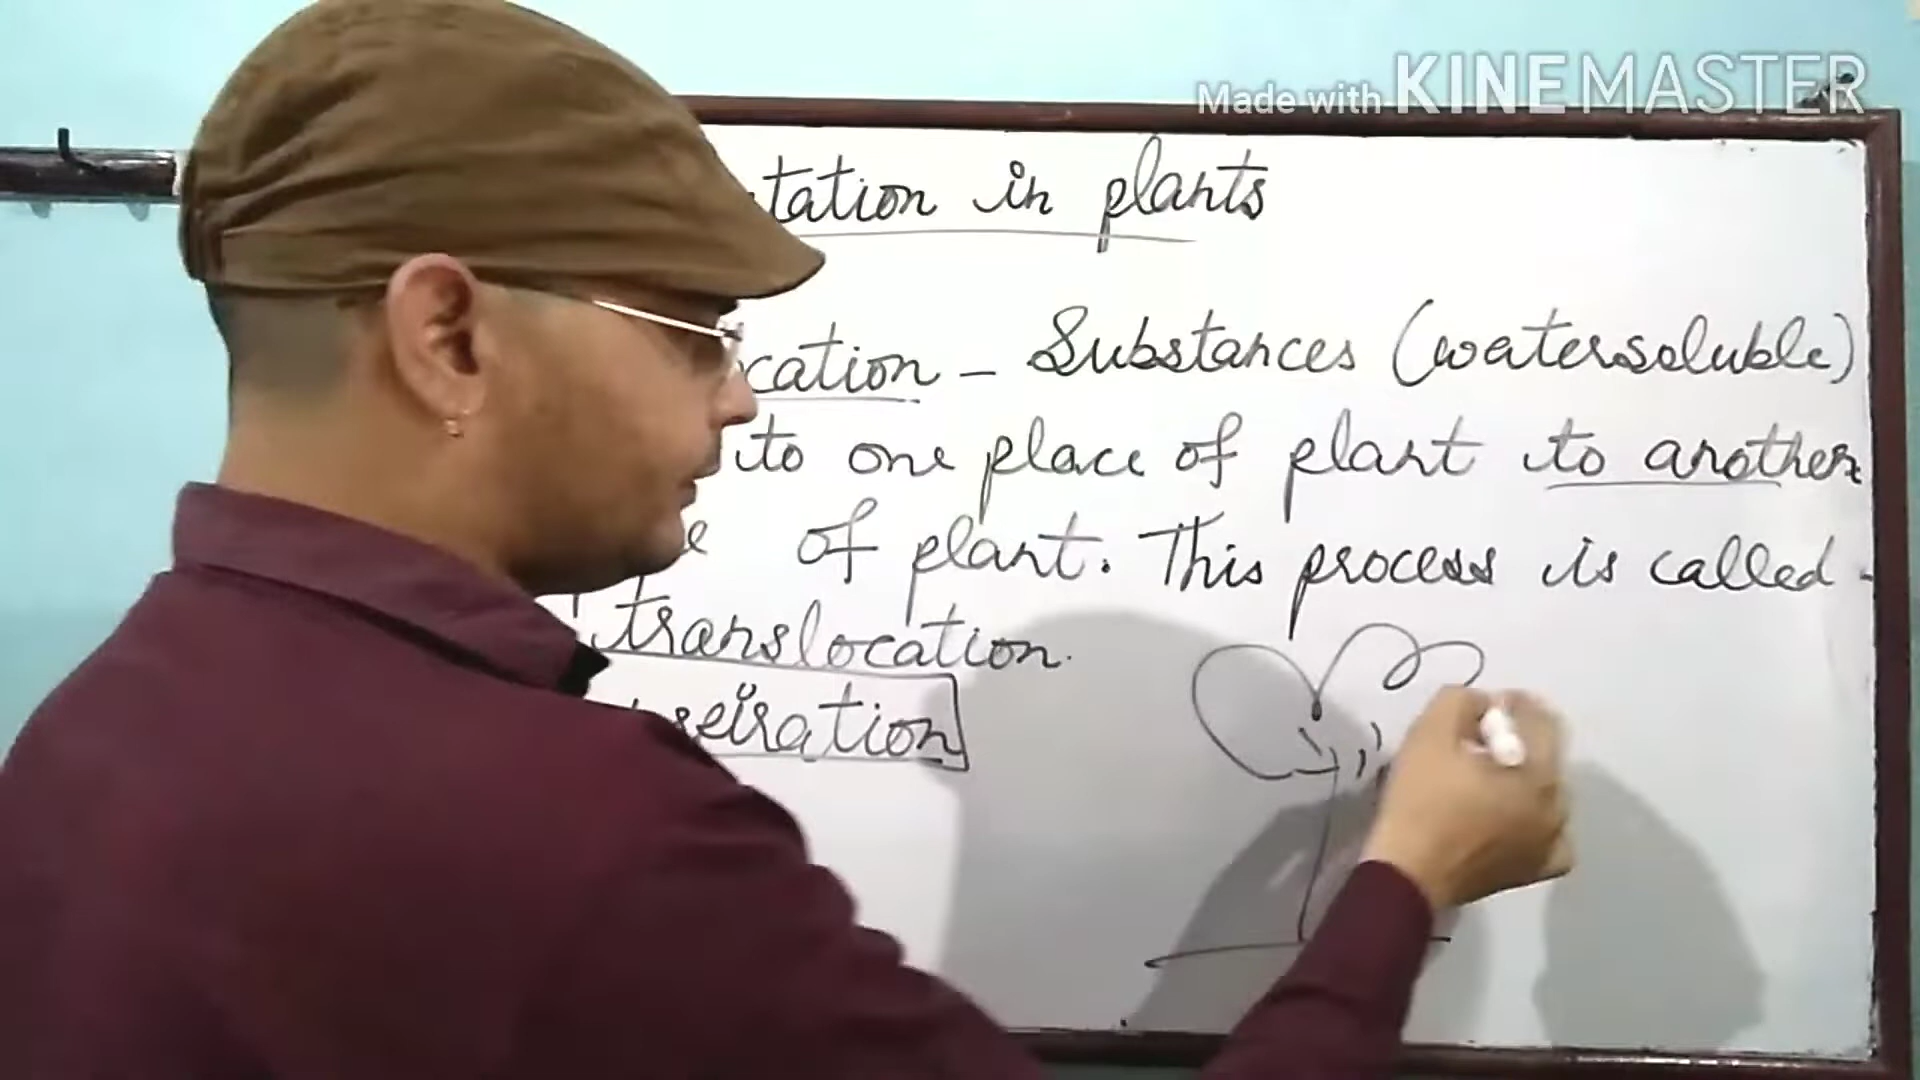 Made with KINEMASTER
tation in plants
cation - Substances (watersoluble)
to one place of plant to another
e of plant. This process is called -
translocation.
reiration